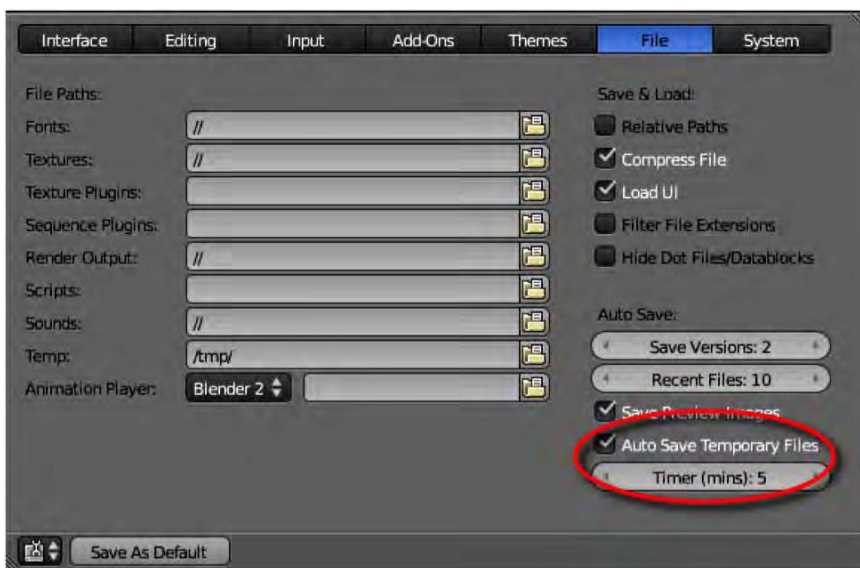 Interface Editing Input Add-Ons Themes File System
File Paths:
Fonts: //
Textures: //
Texture Plugins:
Sequence Plugins:
Render Output: //
Scripts:
Sounds: //
Temp: /tmp/
Animation Player: Blender 2
Save & Load:
Relative Paths
Compress File
Load UI
Filter File Extensions
Hide Dot Files/Datablocks
Auto Save:
Save Versions: 2
Recent Files: 10
Save Preview Images
Auto Save Temporary Files
Timer (mins): 5
Save As Default